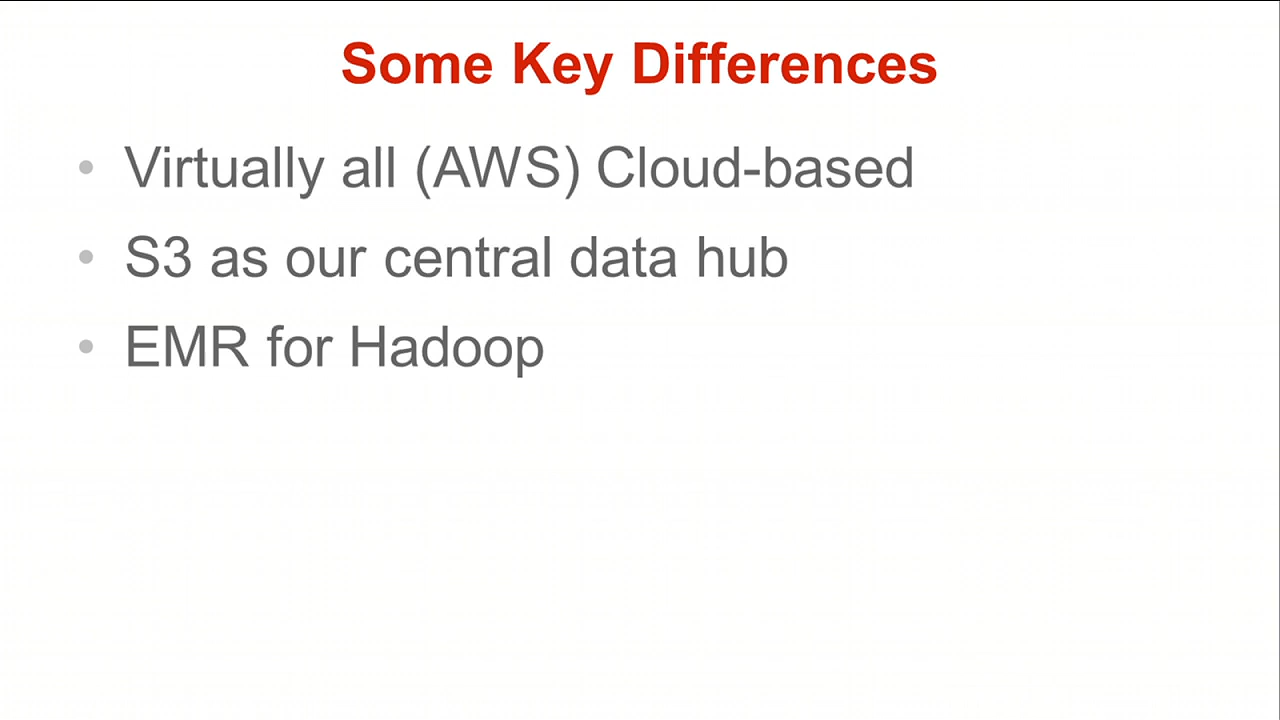 Some Key Differences
• Virtually all (AWS) Cloud-based
• S3 as our central data hub
• EMR for Hadoop